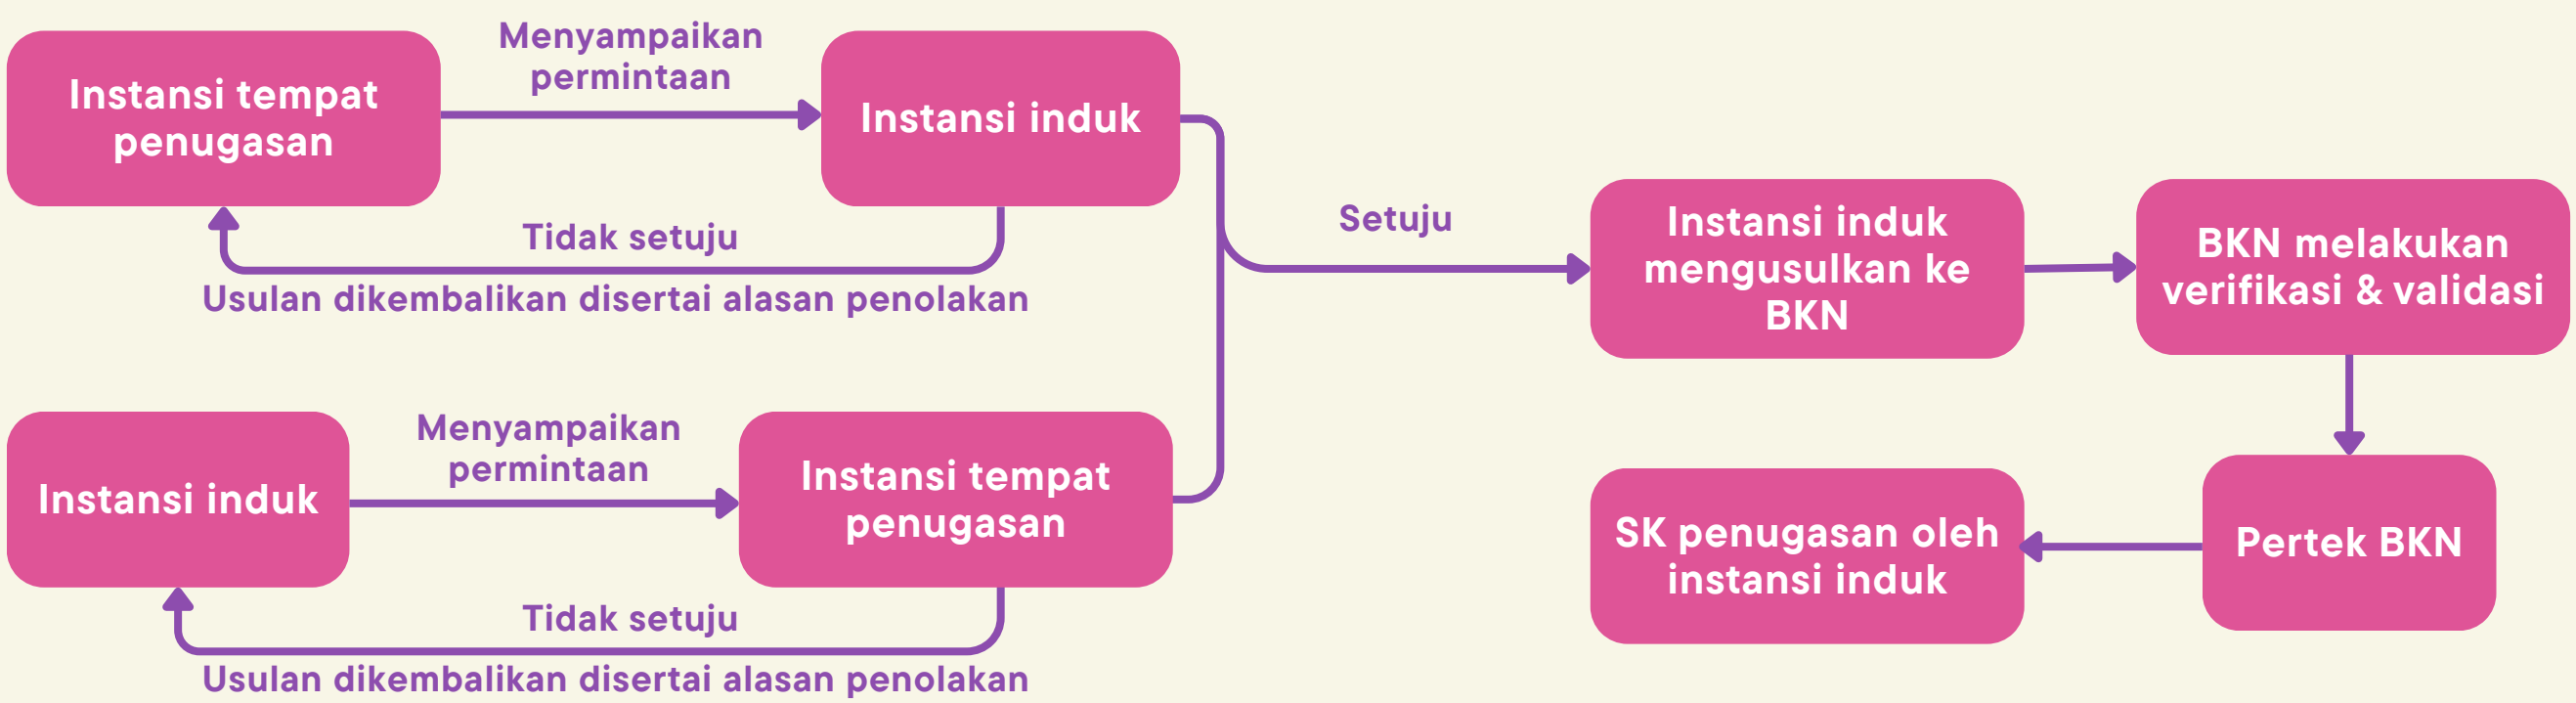 Menyampaikan
permintaan
Instansi tempat
penugasan
Instansi induk
Tidak setuju
Usulan dikembalikan disertai alasan penolakan
Menyampaikan
permintaan
Instansi induk
Instansi tempat
penugasan
Tidak setuju
Usulan dikembalikan disertai alasan penolakan
Setuju
Instansi induk
mengusulkan ke
BKN
BKN melakukan
verifikasi & validasi
Pertek BKN
SK penugasan oleh
instansi induk